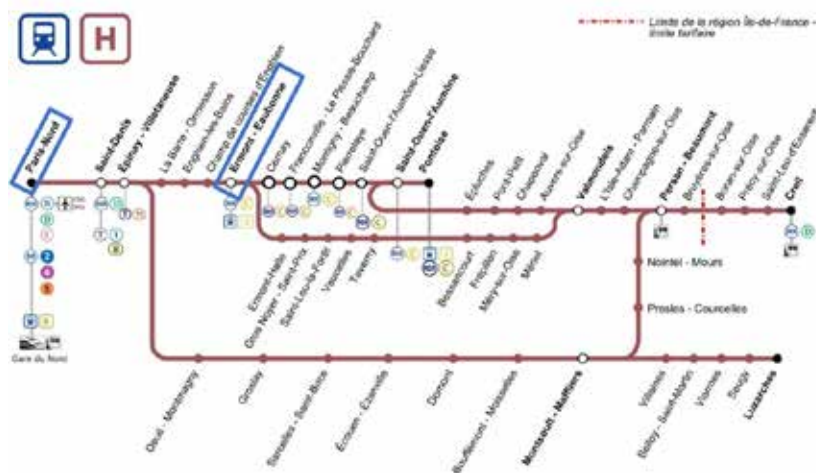 H
Limite de la région Île-de-France -
limite tarifaire
Paris-Nord
Saint-Denis
Épinay - Villetaneuse
La Barre - Ormesson
Enghien-les-Bains
Champ de courses d'Enghien
Ermont - Eaubonne
Cernay
Franconville - Le Plessis-Bouchard
Montigny - Beauchamp
Pierrelaye
Saint-Ouen-l'Aumône-Liesse
Saint-Ouen-l'Aumône
Pontoise
Épluches
Pont-Petit
Chaponval
Auvers-sur-Oise
Valmondois
L'Isle-Adam - Parmain
Champagne-sur-Oise
Persan - Beaumont
Bruyères-sur-Oise
Boran-sur-Oise
Précy-sur-Oise
Saint-Leu-d'Esserent
Creil
Ermont-Halte
Gros Noyer - Saint-Prix
Saint-Leu-la-Forêt
Vaucelles
Taverny
Bessancourt
Frépillon
Méry-sur-Oise
Mériel
Nointel - Mours
Presles - Courcelles
Gare du Nord
Deuil - Montmagny
Groslay
Sarcelles - Saint-Brice
Écouen - Ézanville
Domont
Bouffémont - Moisselles
Montsoult - Maffliers
Villaines
Belloy - Saint-Martin
Viarmes
Seugy
Luzarches